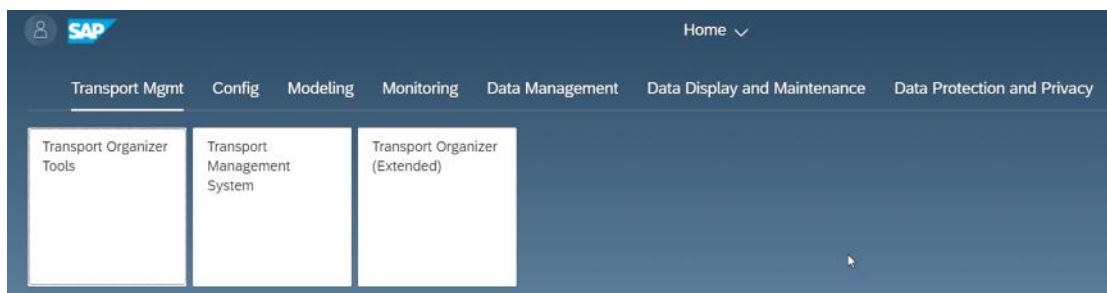 SAP
Home
Transport Mgmt Config Modeling Monitoring Data Management Data Display and Maintenance Data Protection and Privacy
Transport Organizer
Tools
Transport
Management
System
Transport Organizer
(Extended)